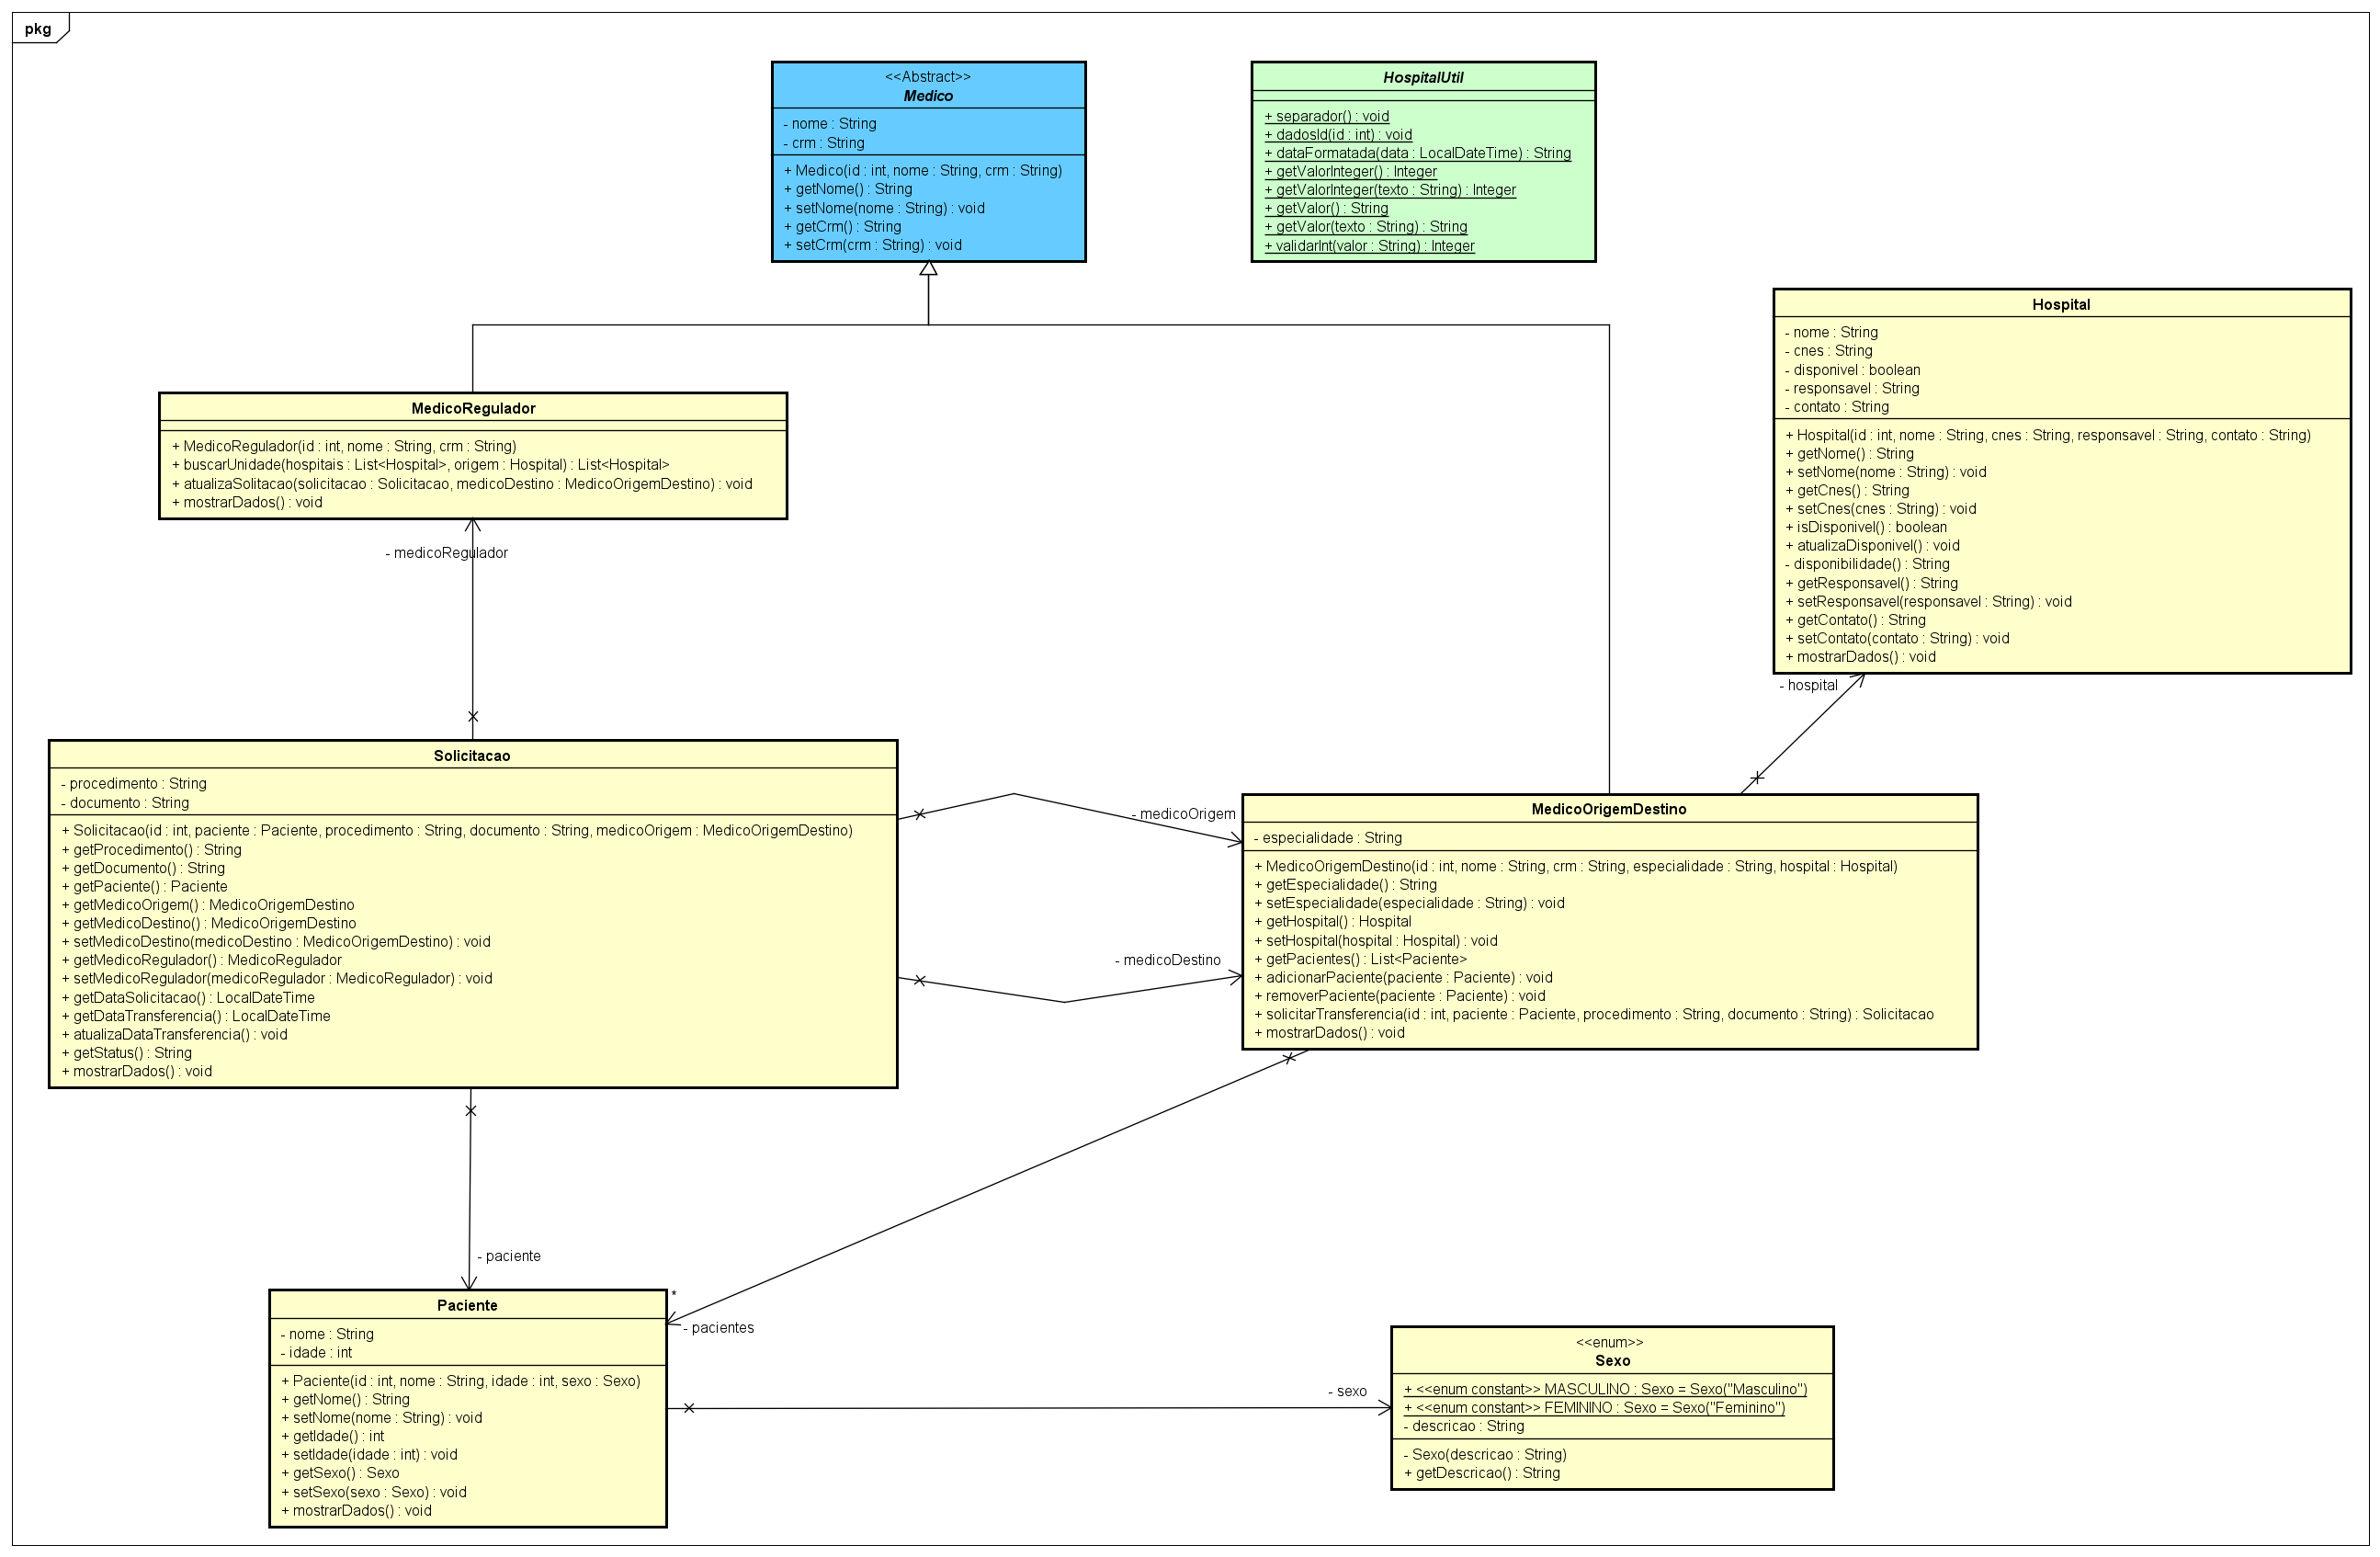 pkg
<<Abstract>>
Medico
- nome : String
- crm : String
+ Medico(id : int, nome : String, crm : String)
+ getNome() : String
+ setNome(nome : String) : void
+ getCrm() : String
+ setCrm(crm : String) : void
HospitalUtil
+ separador() : void
+ dadosId(id : int) : void
+ dataFormatada(data : LocalDateTime) : String
+ getValorInteger() : Integer
+ getValorInteger(texto : String) : Integer
+ getValor() : String
+ getValor(texto : String) : String
+ validarInt(valor : String) : Integer
Hospital
- nome : String
- cnes : String
- disponivel : boolean
- responsavel : String
- contato : String
+ Hospital(id : int, nome : String, cnes : String, responsavel : String, contato : String)
+ getNome() : String
+ setNome(nome : String) : void
+ getCnes() : String
+ setCnes(cnes : String) : void
+ isDisponivel() : boolean
+ atualizaDisponivel() : void
- disponibilidade() : String
+ getResponsavel() : String
+ setResponsavel(responsavel : String) : void
+ getContato() : String
+ setContato(contato : String) : void
+ mostrarDados() : void
- hospital
MedicoRegulador
+ MedicoRegulador(id : int, nome : String, crm : String)
+ buscarUnidade(hospitais : List<Hospital>, origem : Hospital) : List<Hospital>
+ atualizaSolitacao(solicitacao : Solicitacao, medicoDestino : MedicoOrigemDestino) : void
+ mostrarDados() : void
- medicoRegulador
Solicitacao
- procedimento : String
- documento : String
+ Solicitacao(id : int, paciente : Paciente, procedimento : String, documento : String, medicoOrigem : MedicoOrigemDestino)
+ getProcedimento() : String
+ getDocumento() : String
+ getPaciente() : Paciente
+ getMedicoOrigem() : MedicoOrigemDestino
+ getMedicoDestino() : MedicoOrigemDestino
+ setMedicoDestino(medicoDestino : MedicoOrigemDestino) : void
+ getMedicoRegulador() : MedicoRegulador
+ setMedicoRegulador(medicoRegulador : MedicoRegulador) : void
+ getDataSolicitacao() : LocalDateTime
+ getDataTransferencia() : LocalDateTime
+ atualizaDataTransferencia() : void
+ getStatus() : String
+ mostrarDados() : void
- medicoOrigem
- medicoDestino
MedicoOrigemDestino
- especialidade : String
+ MedicoOrigemDestino(id : int, nome : String, crm : String, especialidade : String, hospital : Hospital)
+ getEspecialidade() : String
+ setEspecialidade(especialidade : String) : void
+ getHospital() : Hospital
+ setHospital(hospital : Hospital) : void
+ getPacientes() : List<Paciente>
+ adicionarPaciente(paciente : Paciente) : void
+ removerPaciente(paciente : Paciente) : void
+ solicitarTransferencia(id : int, paciente : Paciente, procedimento : String, documento : String) : Solicitacao
+ mostrarDados() : void
- paciente
*
- pacientes
Paciente
- nome : String
- idade : int
+ Paciente(id : int, nome : String, idade : int, sexo : Sexo)
+ getNome() : String
+ setNome(nome : String) : void
+ getIdade() : int
+ setIdade(idade : int) : void
+ getSexo() : Sexo
+ setSexo(sexo : Sexo) : void
+ mostrarDados() : void
- sexo
<<enum>>
Sexo
+ <<enum constant>> MASCULINO : Sexo = Sexo("Masculino")
+ <<enum constant>> FEMININO : Sexo = Sexo("Feminino")
- descricao : String
- Sexo(descricao : String)
+ getDescricao() : String